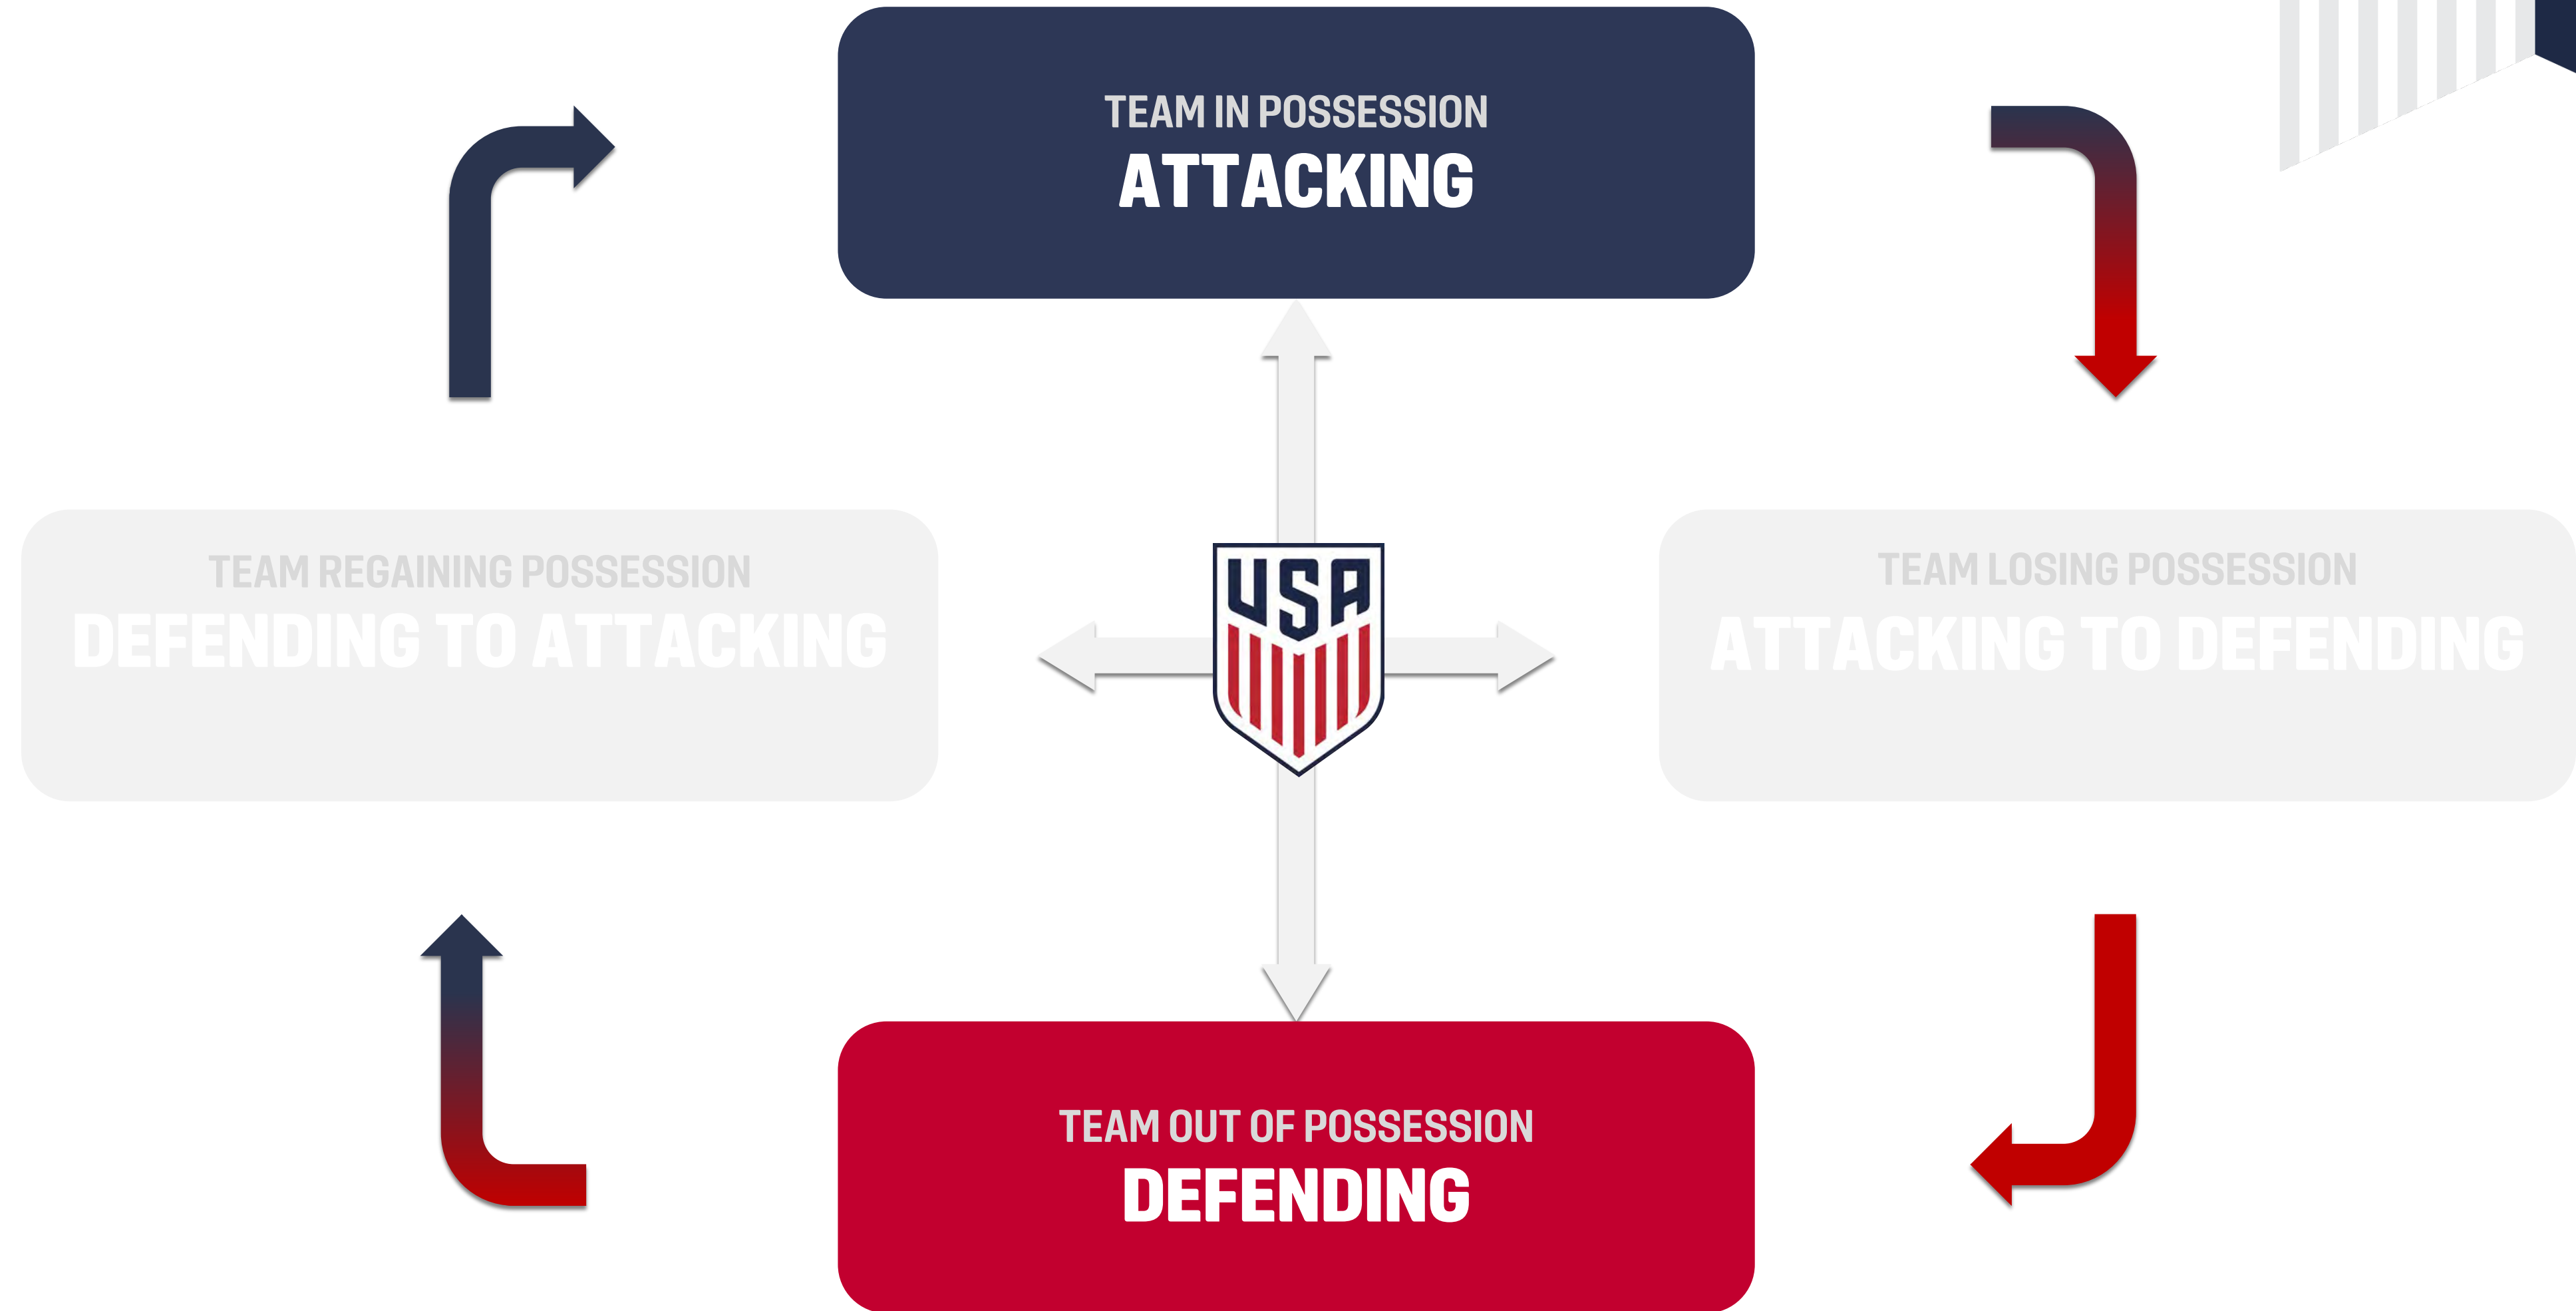 TEAM IN POSSESSION
ATTACKING
TEAM REGAINING POSSESSION
DEFENDING TO ATTACKING
USA
TEAM LOSING POSSESSION
ATTACKING TO DEFENDING
TEAM OUT OF POSSESSION
DEFENDING